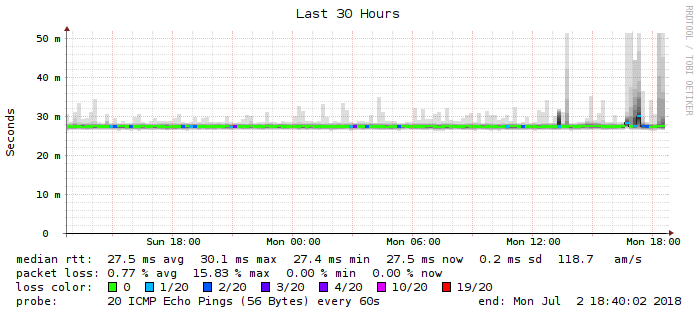 Last 30 Hours
RRDTOOL / TOBI OETIKER
Seconds
50 m
40 m
30 m
20 m
10 m
0
Sun 18:00 Mon 00:00 Mon 06:00 Mon 12:00 Mon 18:00
median rtt: 27.5 ms avg 30.1 ms max 27.4 ms min 27.5 ms now 0.2 ms sd 118.7 am/s
packet loss: 0.77 % avg 15.83 % max 0.00 % min 0.00 % now
loss color: 0 1/20 2/20 3/20 4/20 10/20 19/20
probe: 20 ICMP Echo Pings (56 Bytes) every 60s end: Mon Jul 2 18:40:02 2018